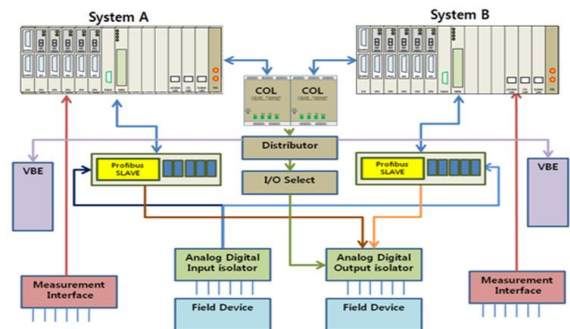 System A
System B
COL
COL
Distributor
I/O Select
VBE
Profibus
SLAVE
Profibus
SLAVE
VBE
Analog Digital
Input isolator
Analog Digital
Output isolator
Measurement
Interface
Field Device
Field Device
Measurement
Interface